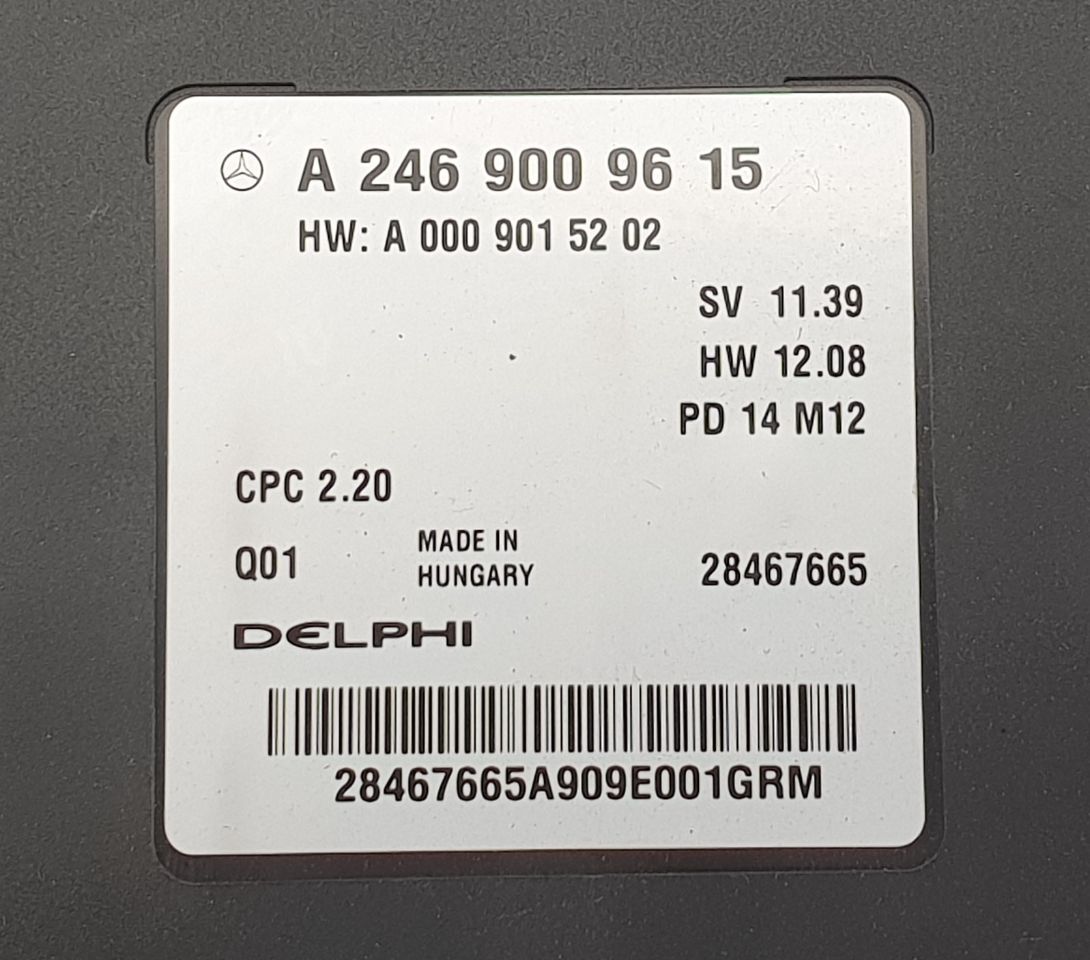 A 246 900 96 15
HW: A 000 901 52 02
SV 11.39
HW 12.08
PD 14 M12
CPC 2.20
Q01
MADE IN
HUNGARY
28467665
DELPHI
28467665A909E001GRM